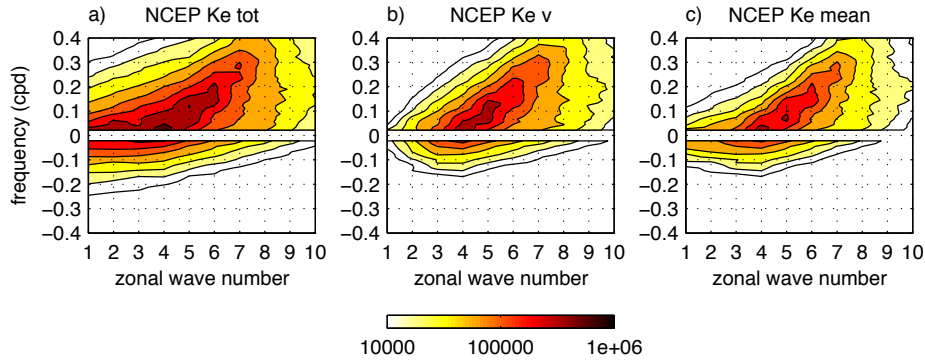 a) NCEP Ke tot b) NCEP Ke v c) NCEP Ke mean
0.4 0.4 0.4
0.3 0.3 0.3
0.2 0.2 0.2
0.1 0.1 0.1
0 0 0
−0.1 −0.1 −0.1
−0.2 −0.2 −0.2
−0.3 −0.3 −0.3
−0.4 −0.4 −0.4
frequency (cpd)
1 2 3 4 5 6 7 8 9 10 1 2 3 4 5 6 7 8 9 10 1 2 3 4 5 6 7 8 9 10
zonal wave number zonal wave number zonal wave number
10000 100000 1e+06